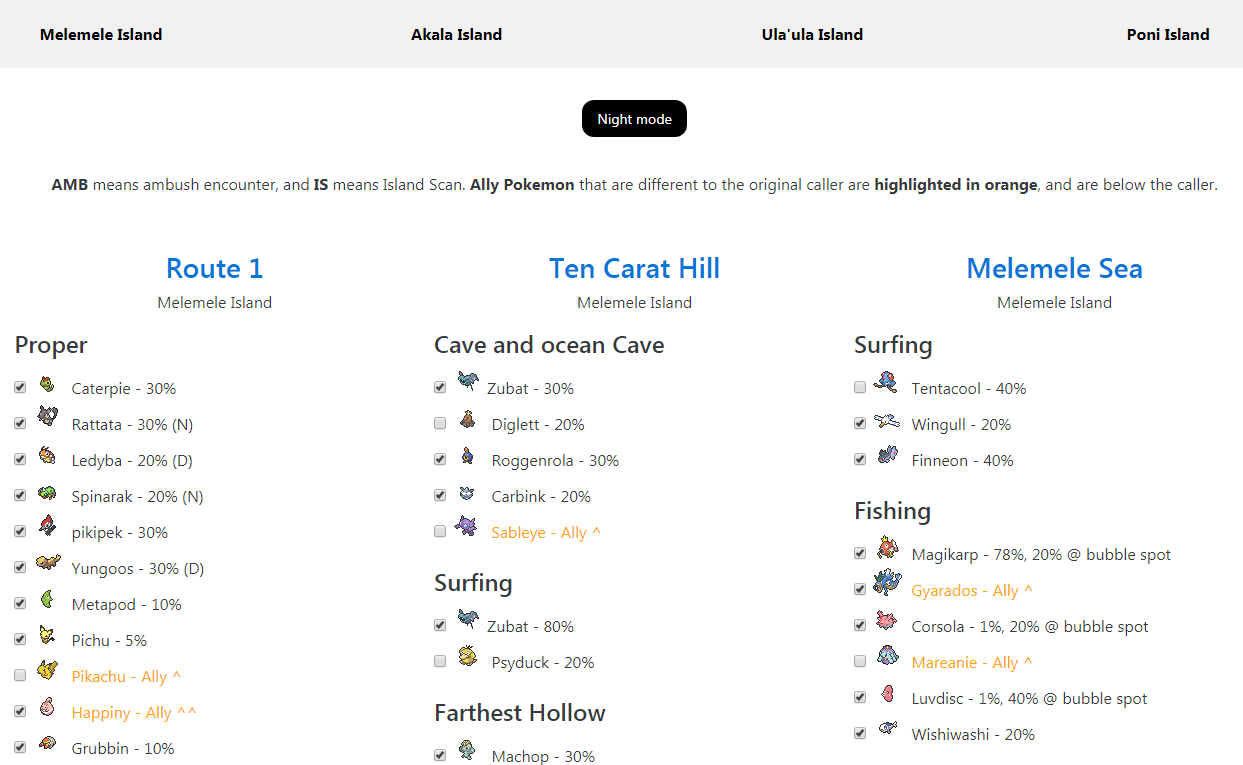 Melemele Island
Akala Island
Ula'ula Island
Poni Island
Night mode
AMB means ambush encounter, and IS means Island Scan. Ally Pokemon that are different to the original caller are highlighted in orange, and are below the caller.
Route 1
Melemele Island
Proper
Caterpie - 30%
Rattata - 30% (N)
Ledyba - 20% (D)
Spinarak - 20% (N)
pikipek - 30%
Yungoos - 30% (D)
Metapod - 10%
Pichu - 5%
Pikachu - Ally ^
Happiny - Ally ^^
Grubbin - 10%
Ten Carat Hill
Melemele Island
Cave and ocean Cave
Zubat - 30%
Diglett - 20%
Roggenrola - 30%
Carbink - 20%
Sableye - Ally ^
Surfing
Zubat - 80%
Psyduck - 20%
Farthest Hollow
Machop - 30%
Melemele Sea
Melemele Island
Surfing
Tentacool - 40%
Wingull - 20%
Finneon - 40%
Fishing
Magikarp - 78%, 20% @ bubble spot
Gyarados - Ally ^
Corsola - 1%, 20% @ bubble spot
Mareanie - Ally ^
Luvdisc - 1%, 40% @ bubble spot
Wishiwashi - 20%